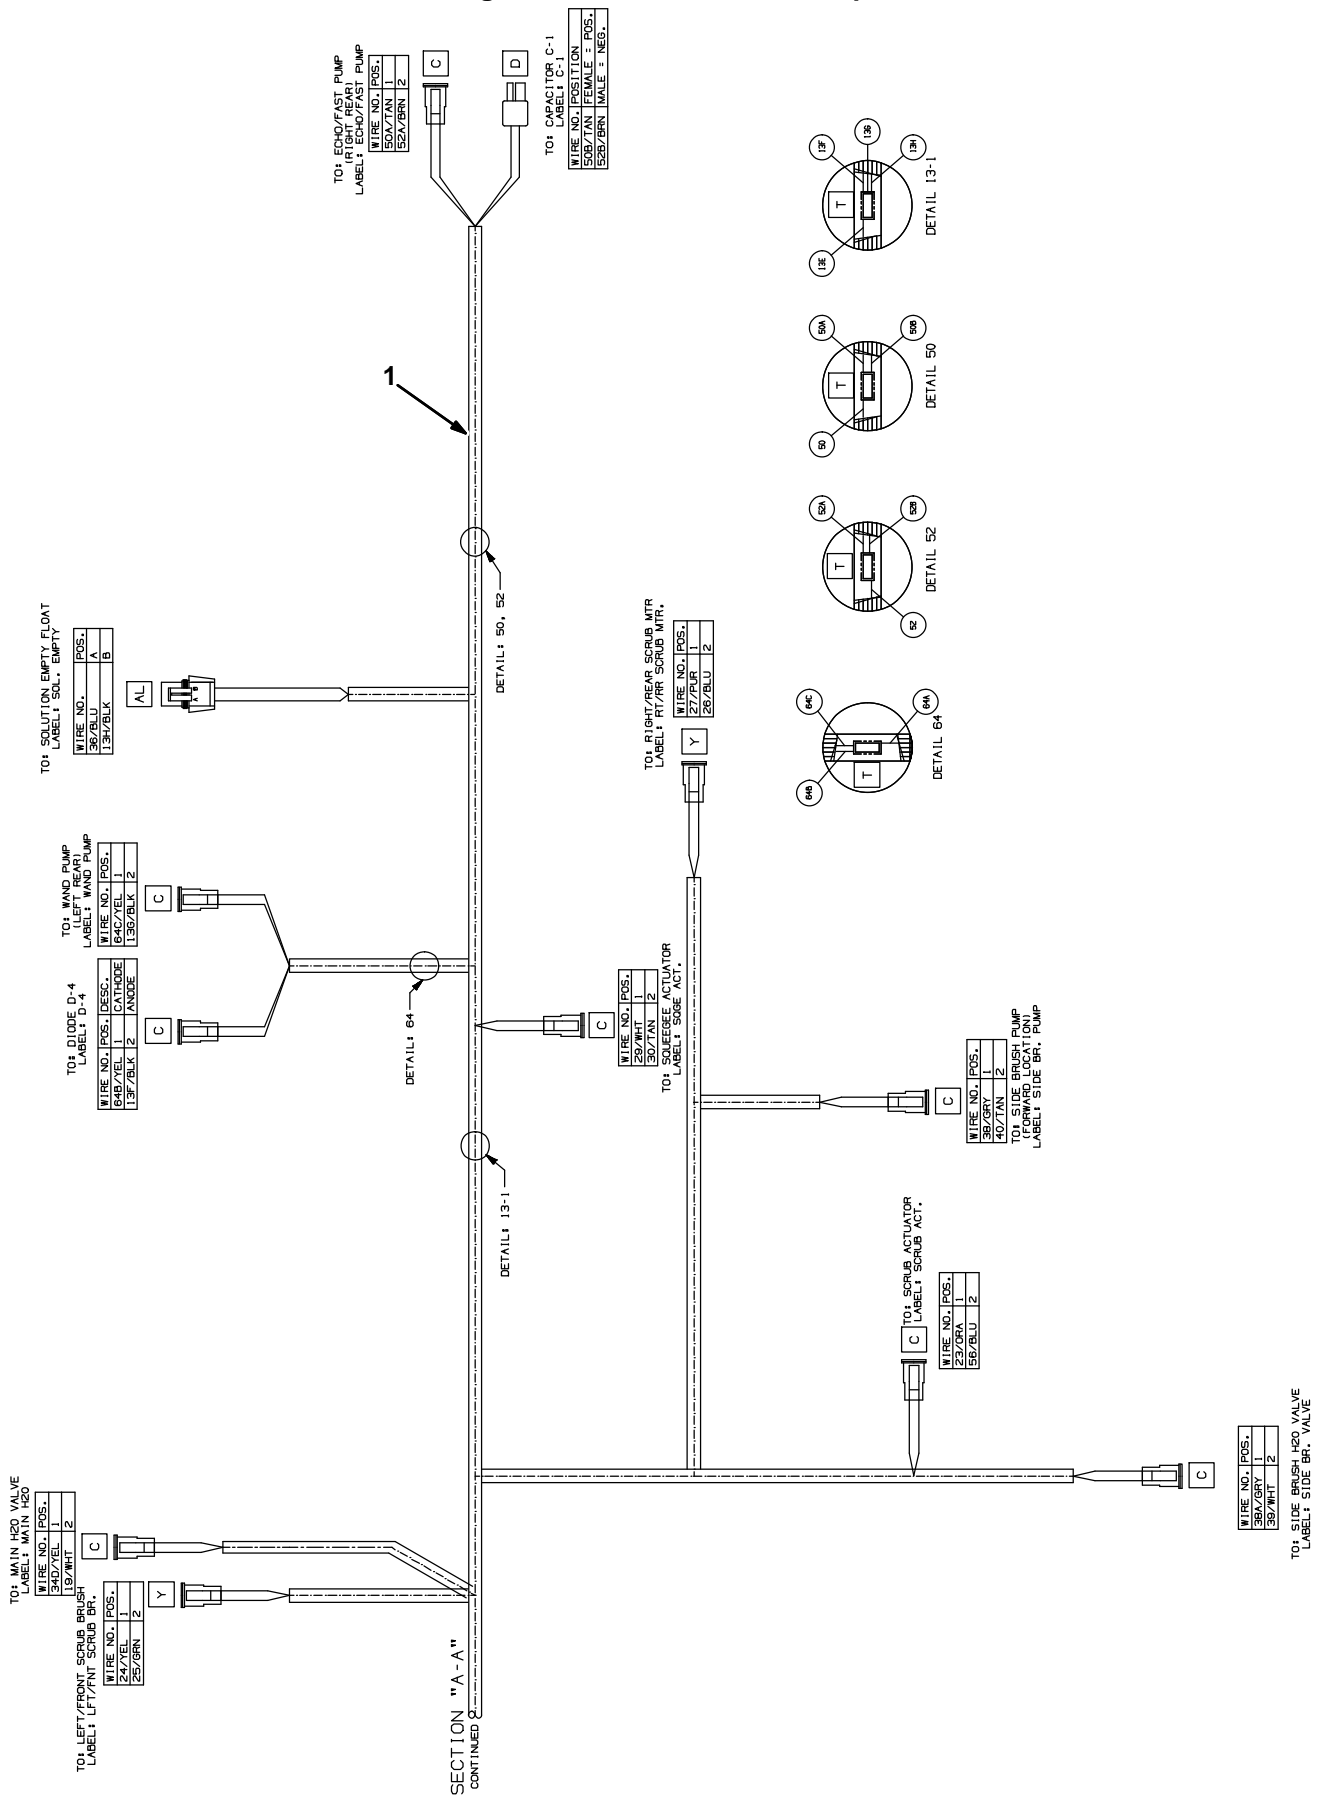 TO: ECHO/FAST PUMP
(RIGHT REAR)
LABEL: ECHO/FAST PUMP
WIRE NO. POS.
50A/TAN 1
52A/BRN 2
C
D
TO: CAPACITOR C-1
LABEL: C-1
WIRE NO. POSITION
50B/TAN FEMALE = POS.
52B/BRN MALE = NEG.
1
DETAIL: 50, 52
TO: SOLUTION EMPTY FLOAT
LABEL: SOL. EMPTY
WIRE NO. POS.
36/BLU A
13H/BLK B
AL
A B
TO: WAND PUMP
(LEFT REAR)
LABEL: WAND PUMP
WIRE NO. POS.
64C/YEL 1
13G/BLK 2
C
TO: DIODE D-4
LABEL: D-4
WIRE NO. POS. DESC.
64B/YEL 1 CATHODE
13F/BLK 2 ANODE
C
DETAIL: 64
DETAIL: 13-1
C
WIRE NO. POS.
29/WHT 1
30/TAN 2
TO: SQUEEGEE ACTUATOR
LABEL: SQGE ACT.
TO: RIGHT/REAR SCRUB MTR
LABEL: RT/RR SCRUB MTR.
WIRE NO. POS.
27/PUR 1
26/BLU 2
Y
C
WIRE NO. POS.
38/GRY 1
40/TAN 2
TO: SIDE BRUSH PUMP
(FORWARD LOCATION)
LABEL: SIDE BR. PUMP
TO: SCRUB ACTUATOR
LABEL: SCRUB ACT.
C
WIRE NO. POS.
23/ORA 1
56/BLU 2
C
WIRE NO. POS.
38A/GRY 1
39/WHT 2
TO: SIDE BRUSH H2O VALVE
LABEL: SIDE BR. VALVE
TO: MAIN H2O VALVE
LABEL: MAIN H2O
WIRE NO. POS.
34D/YEL 1
19/WHT 2
C
TO: LEFT/FRONT SCRUB BRUSH
LABEL: LFT/FNT SCRUB BR.
WIRE NO. POS.
24/YEL 1
25/GRN 2
Y
SECTION "A-A"
CONTINUED
13E
13F
13G
13H
T
DETAIL 13-1
50
50A
50B
T
DETAIL 50
52
52A
52B
T
DETAIL 52
64B
64C
64A
T
DETAIL 64